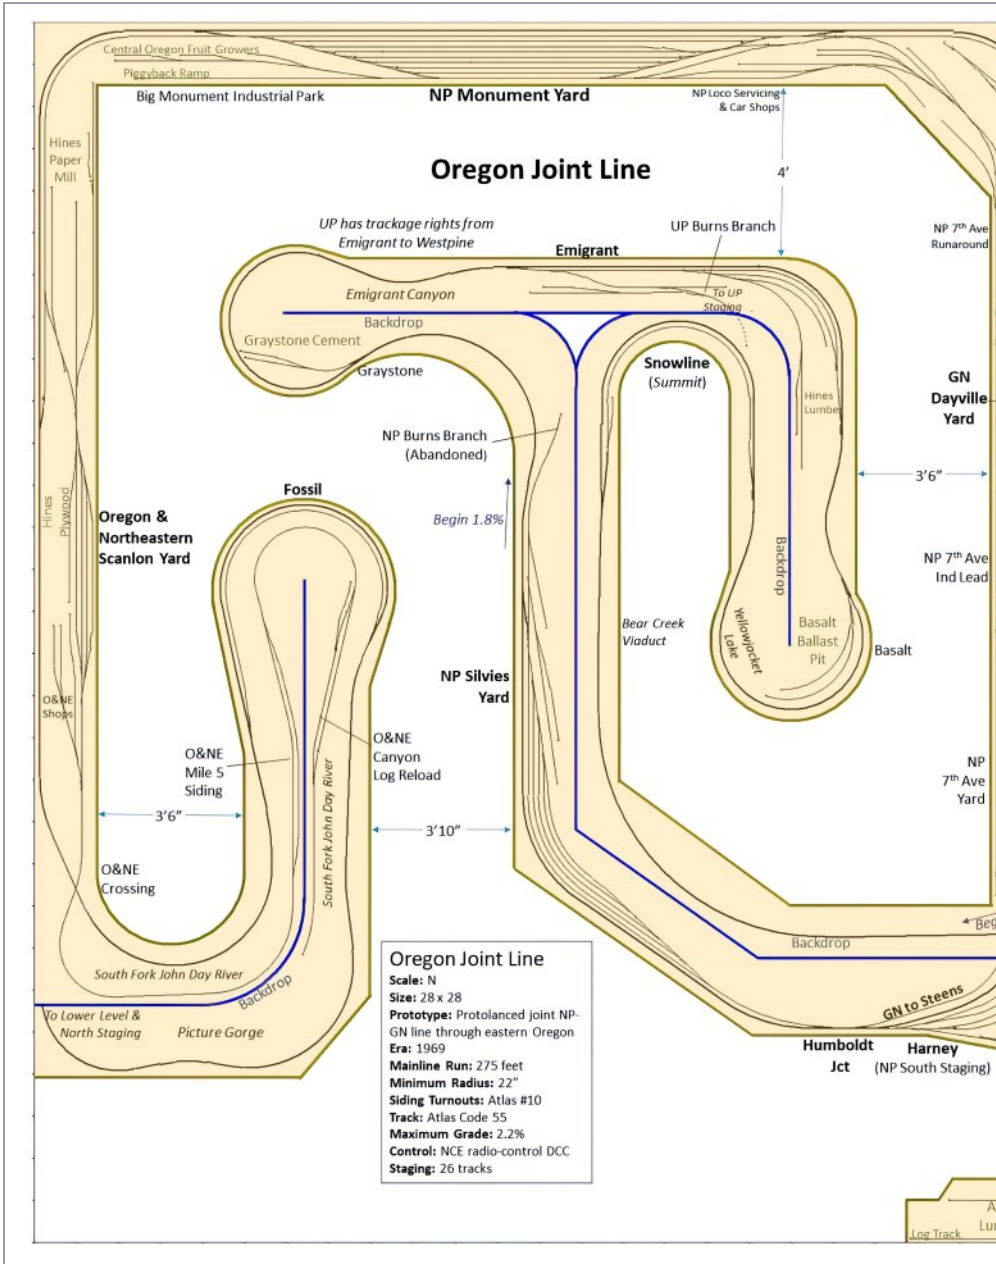 Central Oregon Fruit Growers
Piggyback Ramp
Big Monument Industrial Park
NP Monument Yard
NP Loco Servicing
& Car Shops
Hines
Paper
Mill
Oregon Joint Line
4'
UP has trackage rights from
Emigrant to Westpine
UP Burns Branch
NP 7th Ave
Runaround
Emigrant
Emigrant Canyon
To UP
Staging
Backdrop
Graystone Cement
Graystone
Snowline
(Summit)
GN
Dayville
Yard
Hines
Lumber
NP Burns Branch
(Abandoned)
3'6"
Fossil
Begin 1.8%
Hines
Plywood
Oregon &
Northeastern
Scanlon Yard
Backdrop
NP 7th Ave
Ind Lead
Bear Creek
Viaduct
Yellowjacket
Lake
Basalt
Ballast
Pit
Basalt
NP Silvies
Yard
O&NE
Shops
O&NE
Mile 5
Siding
O&NE
Canyon
Log Reload
South Fork John Day River
NP
7th Ave
Yard
3'6"
3'10"
O&NE
Crossing
Beg
Backdrop
South Fork John Day River
Backdrop
To Lower Level &
North Staging
Picture Gorge
GN to Steens
Humboldt
Jct
Harney
(NP South Staging)
Oregon Joint Line
Scale: N
Size: 28 x 28
Prototype: Protolanced joint NP-
GN line through eastern Oregon
Era: 1969
Mainline Run: 275 feet
Minimum Radius: 22"
Siding Turnouts: Atlas #10
Track: Atlas Code 55
Maximum Grade: 2.2%
Control: NCE radio-control DCC
Staging: 26 tracks
A
Lu
Log Track